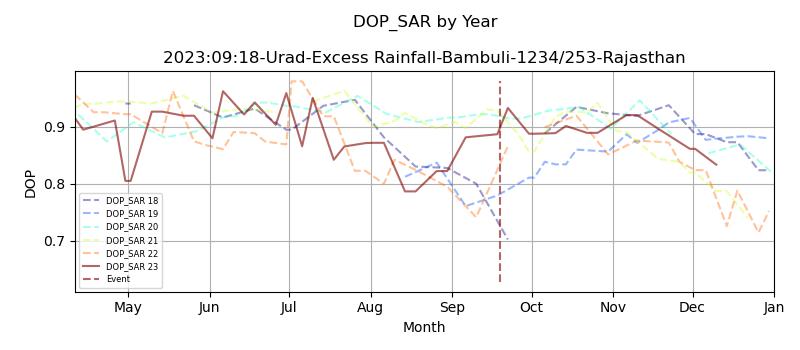 DOP_SAR by Year
2023:09:18-Urad-Excess Rainfall-Bambuli-1234/253-Rajasthan
DOP
0.9
0.8
0.7
DOP_SAR 18
DOP_SAR 19
DOP_SAR 20
DOP_SAR 21
DOP_SAR 22
DOP_SAR 23
Event
May Jun Jul Aug Sep Oct Nov Dec Jan
Month